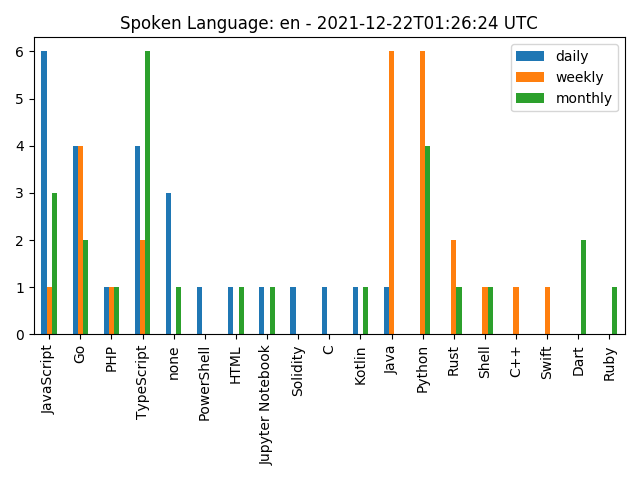 Spoken Language: en - 2021-12-22T01:26:24 UTC
daily
weekly
monthly
6
5
4
3
2
1
0
JavaScript
Go
PHP
TypeScript
none
PowerShell
HTML
Jupyter Notebook
Solidity
C
Kotlin
Java
Python
Rust
Shell
C++
Swift
Dart
Ruby